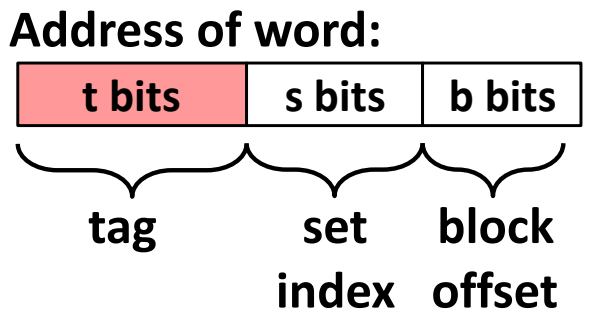 Address of word:
t bits s bits b bits
tag set block
index offset